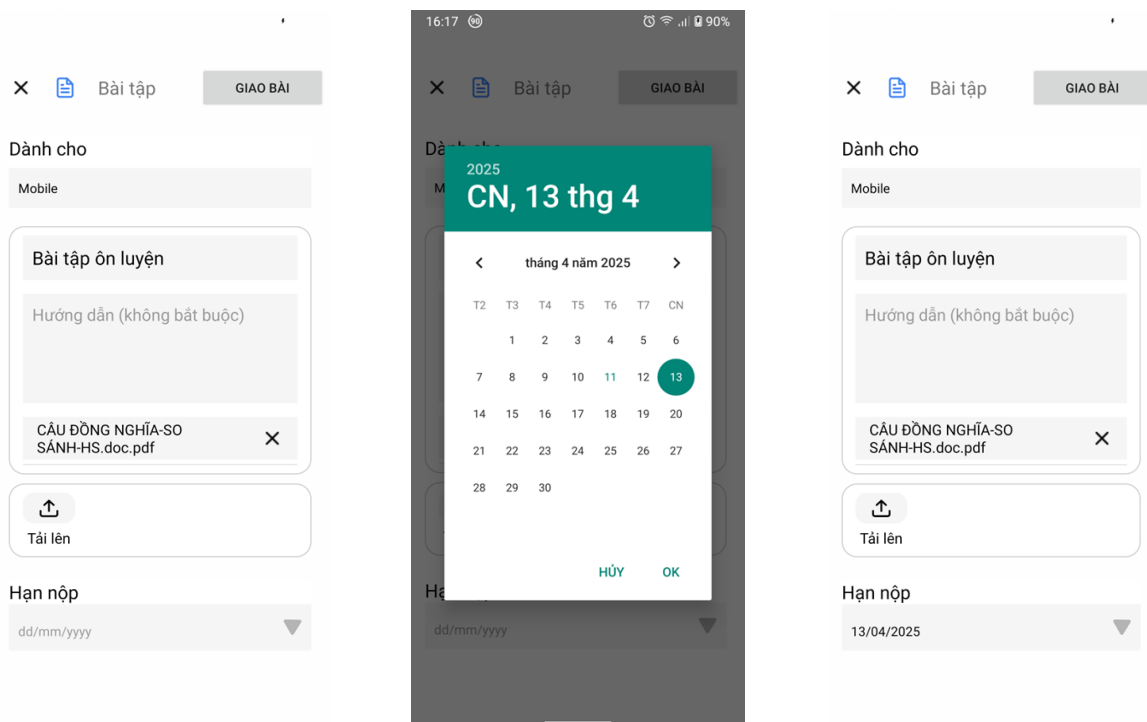 Bài tập
GIAO BÀI
Dành cho
Mobile
Bài tập ôn luyện
Hướng dẫn (không bắt buộc)
CÂU ĐỒNG NGHĨA-SO
SÁNH-HS.doc.pdf
Tải lên
Hạn nộp
dd/mm/yyyy
16:17 90 90%
Bài tập
GIAO BÀI
2025
CN, 13 thg 4
tháng 4 năm 2025
T2 T3 T4 T5 T6 T7 CN
1 2 3 4 5 6
7 8 9 10 11 12 13
14 15 16 17 18 19 20
21 22 23 24 25 26 27
28 29 30
HỦY OK
dd/mm/yyyy
Bài tập
GIAO BÀI
Dành cho
Mobile
Bài tập ôn luyện
Hướng dẫn (không bắt buộc)
CÂU ĐỒNG NGHĨA-SO
SÁNH-HS.doc.pdf
Tải lên
Hạn nộp
13/04/2025